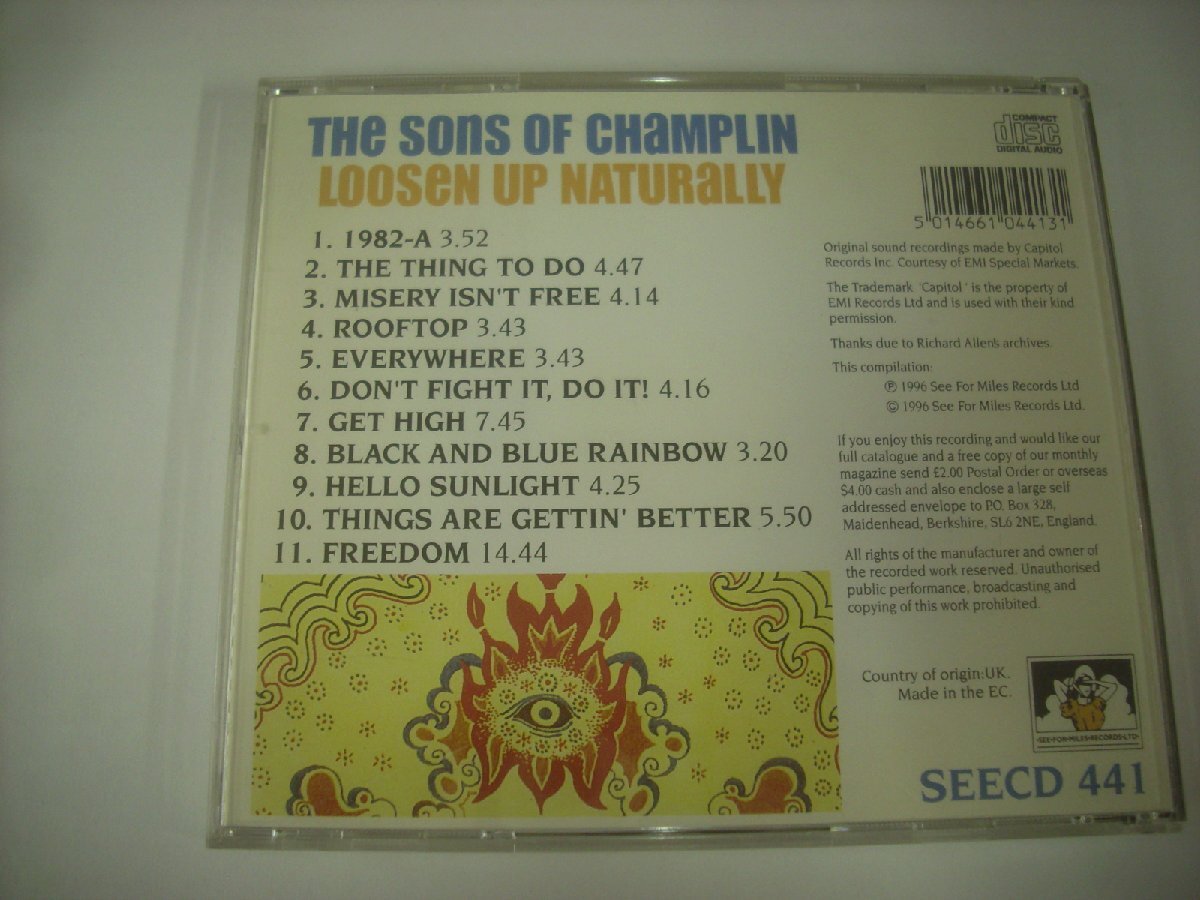 THE SONS OF CHAMPLIN
LOOSEN UP NATURALLY
1. 1982-A 3.52
2. THE THING TO DO 4.47
3. MISERY ISN'T FREE 4.14
4. ROOFTOP 3.43
5. EVERYWHERE 3.43
6. DON'T FIGHT IT, DO IT! 4.16
7. GET HIGH 7.45
8. BLACK AND BLUE RAINBOW 3.20
9. HELLO SUNLIGHT 4.25
10. THINGS ARE GETTIN' BETTER 5.50
11. FREEDOM 14.44
COMPACT
disc
DIGITAL AUDIO
5 014661 044131
Original sound recordings made by Capitol
Records Inc. Courtesy of EMI Special Markets.
The Trademark 'Capitol' is the property of
EMI Records Ltd and is used with their kind
permission.
Thanks due to Richard Allen's archives.
This compilation:
℗ 1996 See For Miles Records Ltd
© 1996 See For Miles Records Ltd.
If you enjoy this recording and would like our
full catalogue and a free copy of our monthly
magazine send £2.00 Postal Order or overseas
$4.00 cash and also enclose a large self
addressed envelope to P.O. Box 328,
Maidenhead, Berkshire, SL6 2NE, England.
All rights of the manufacturer and owner of
the recorded work reserved. Unauthorised
public performance, broadcasting and
copying of this work prohibited.
Country of origin:UK.
Made in the EC.
·SEE·FOR·MILES·RECORDS·LTD·
SEECD 441